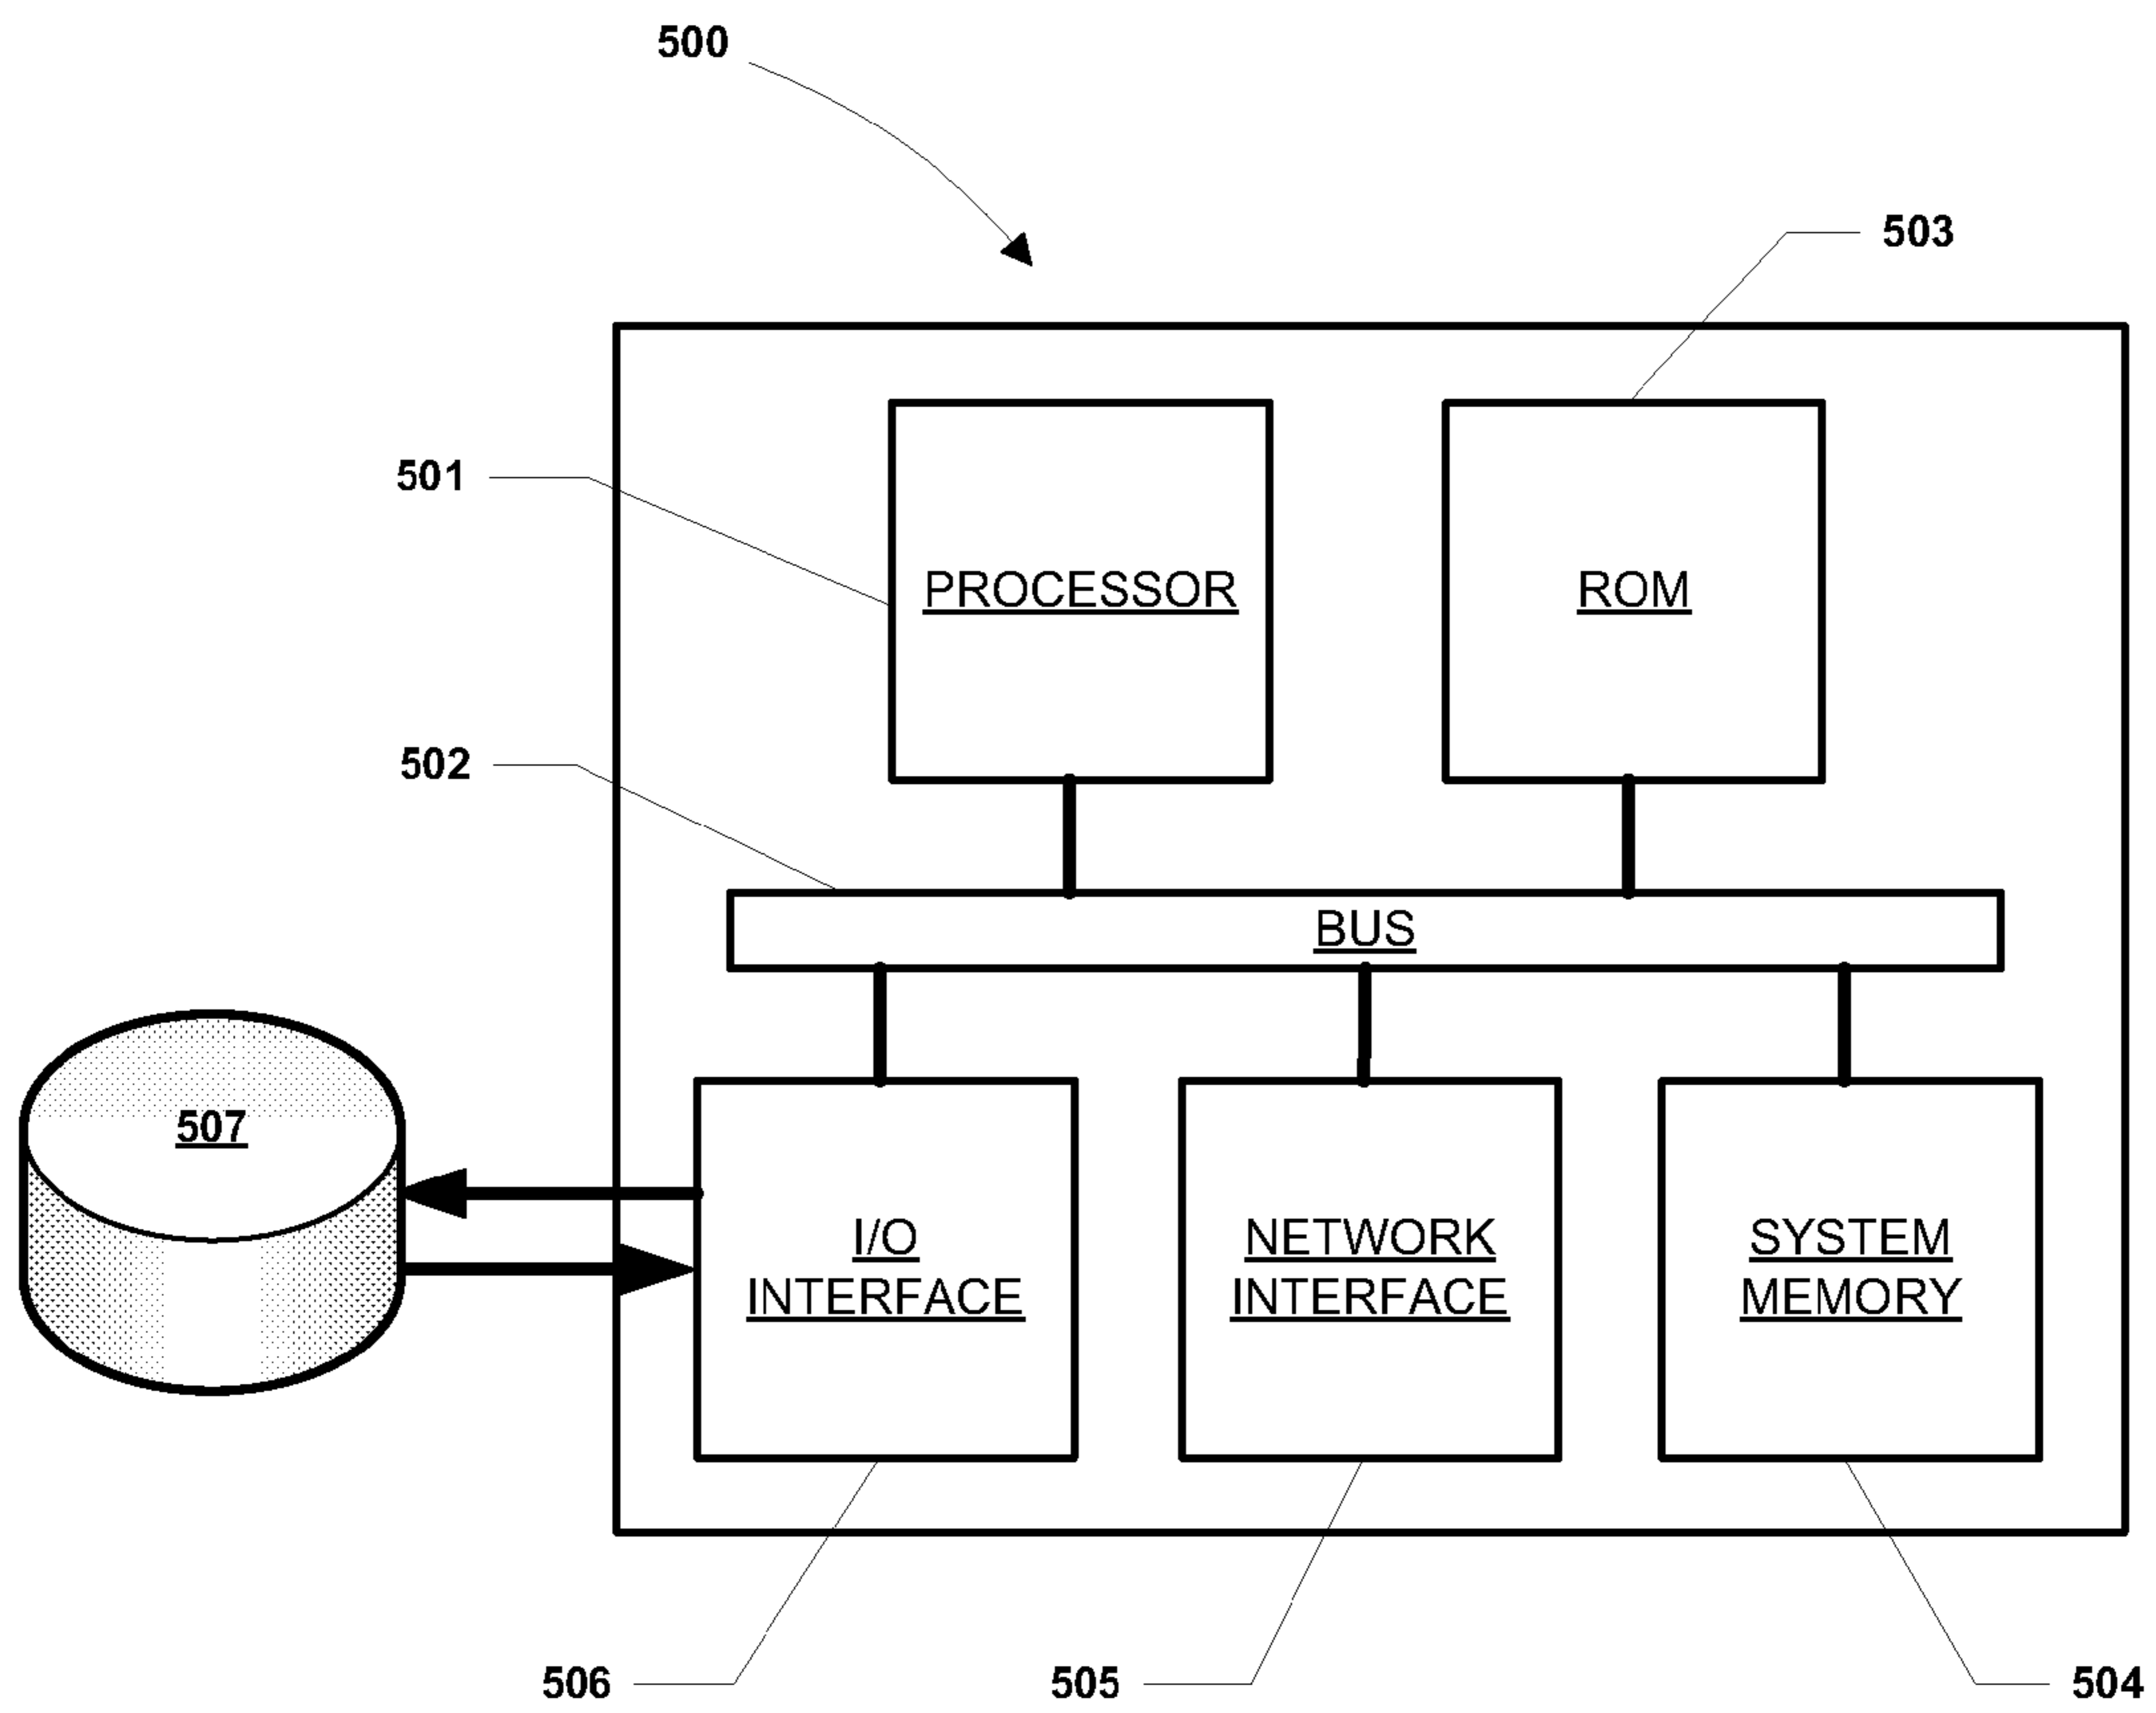 500
503
501
PROCESSOR
ROM
502
BUS
507
I/O
INTERFACE
NETWORK
INTERFACE
SYSTEM
MEMORY
506
505
504